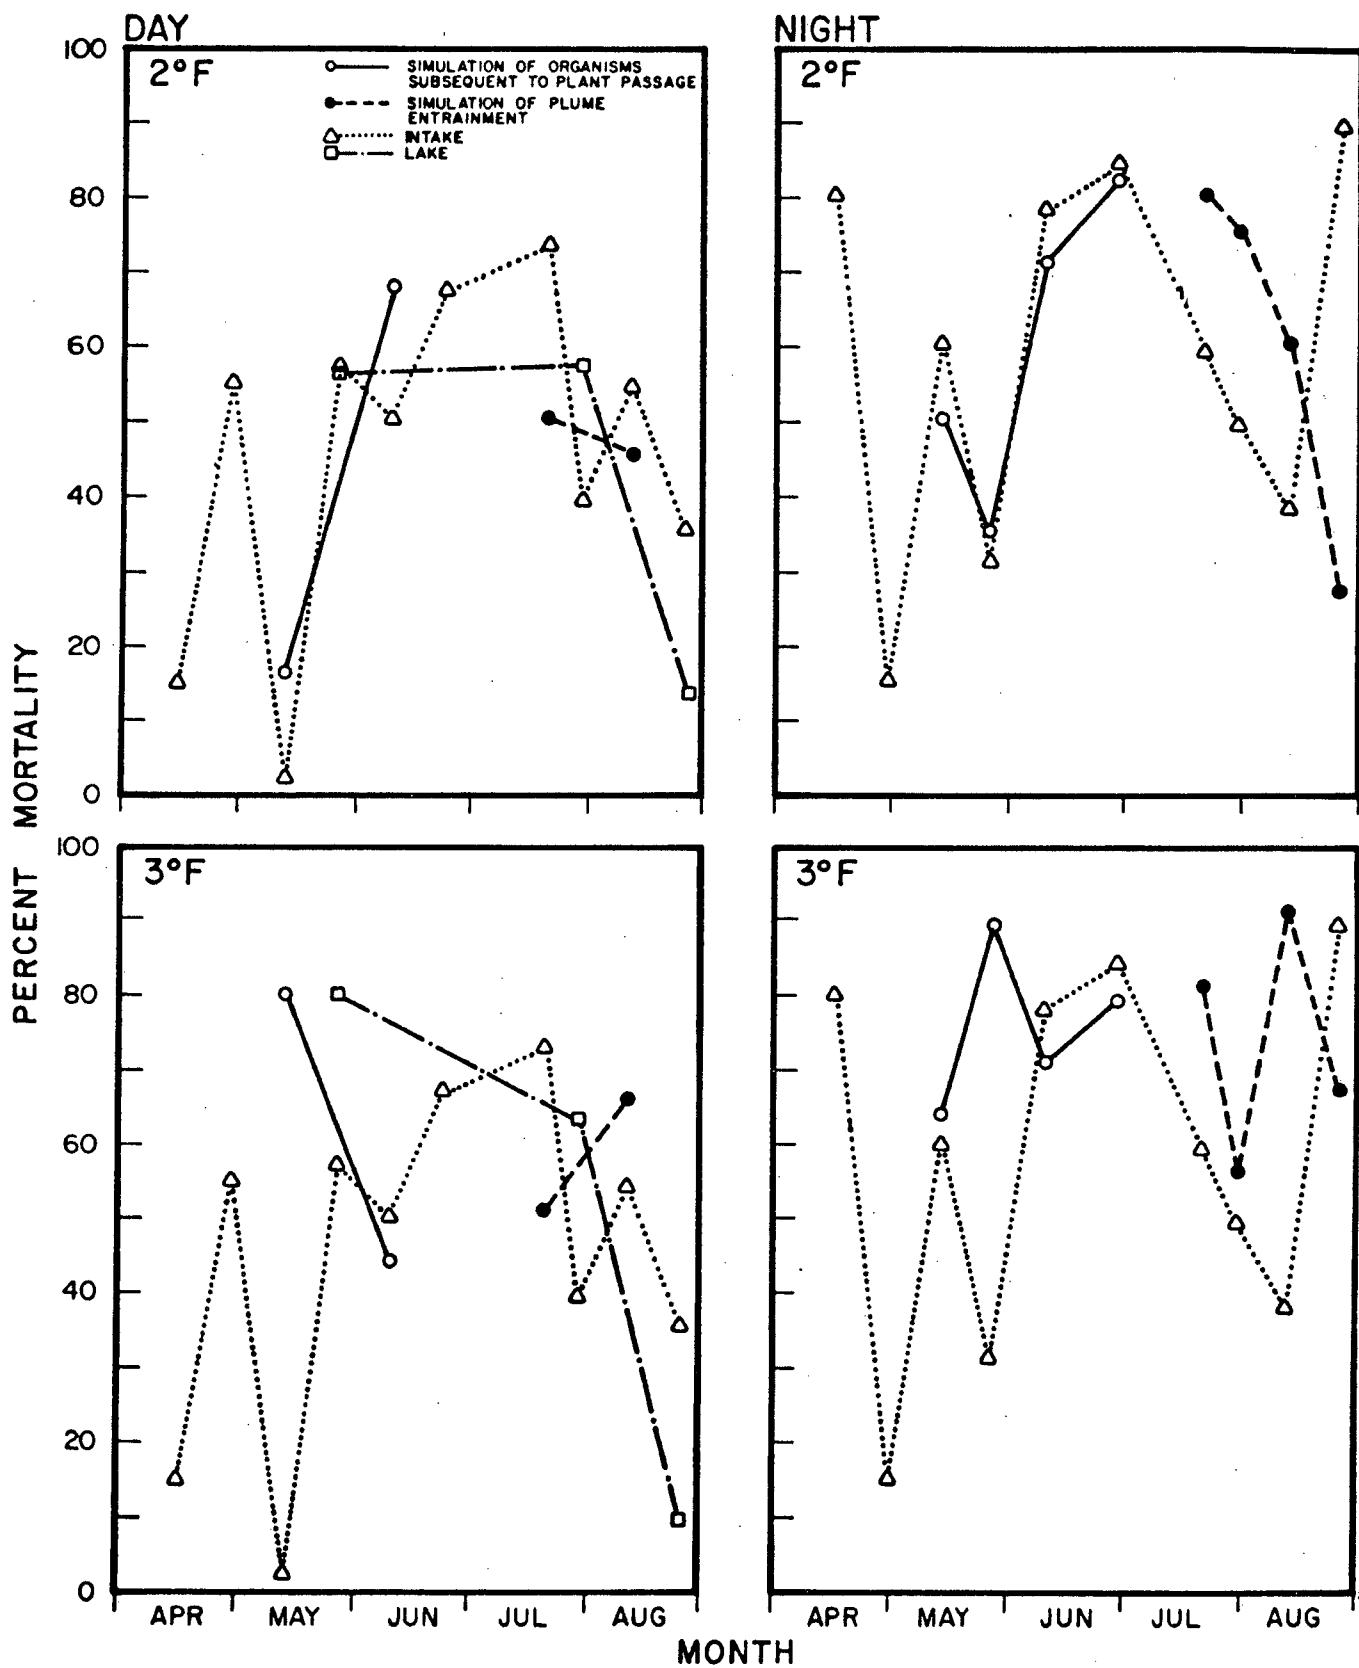 DAY
NIGHT
100
2°F
SIMULATION OF ORGANISMS
SUBSEQUENT TO PLANT PASSAGE
SIMULATION OF PLUME
ENTRAINMENT
INTAKE
LAKE
2°F
80
60
40
20
0
PERCENT MORTALITY
100
3°F
3°F
80
60
40
20
0
APR MAY JUN JUL AUG
APR MAY JUN JUL AUG
MONTH